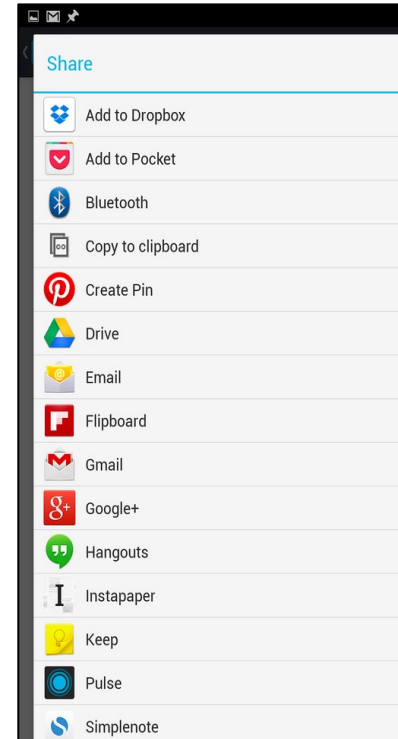 Share
Add to Dropbox
Add to Pocket
Bluetooth
Copy to clipboard
Create Pin
Drive
Email
Flipboard
Gmail
Google+
Hangouts
Instapaper
Keep
Pulse
Simplenote